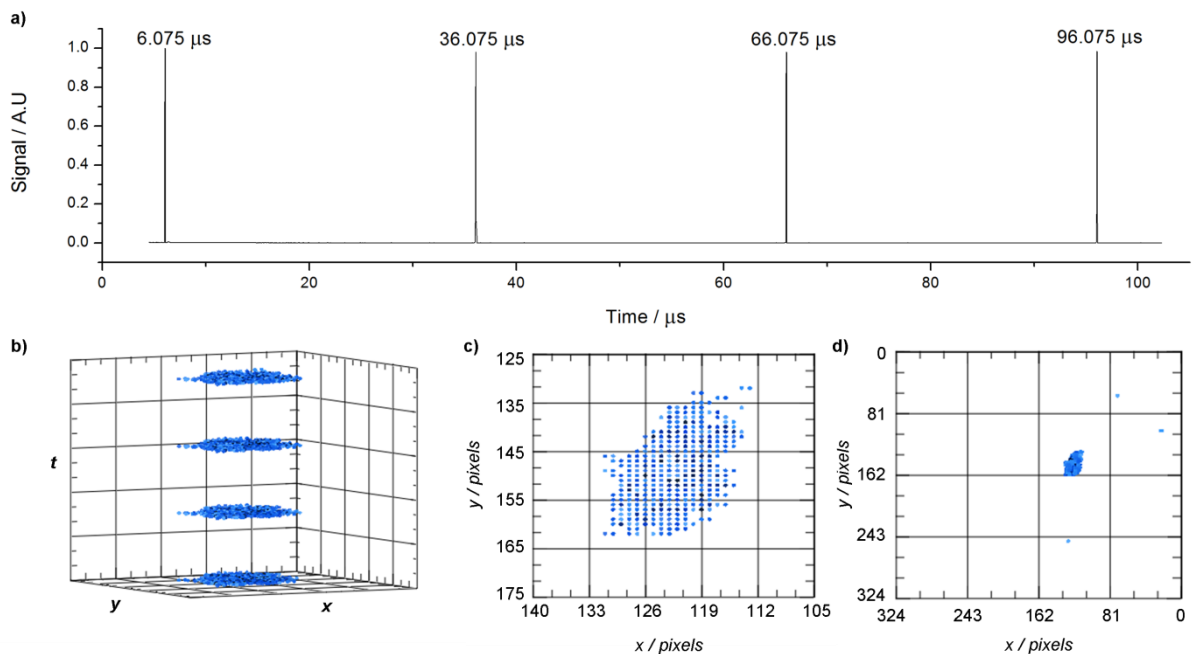 a)
6.075 μs
36.075 μs
66.075 μs
96.075 μs
1.0
0.8
0.6
0.4
0.2
0.0
Signal / A.U
0 20 40 60 80 100
Time / μs
b)
t
y
x
c)
125
135
145
155
165
175
y / pixels
140 133 126 119 112 105
x / pixels
d)
0
81
162
243
324
y / pixels
324 243 162 81 0
x / pixels